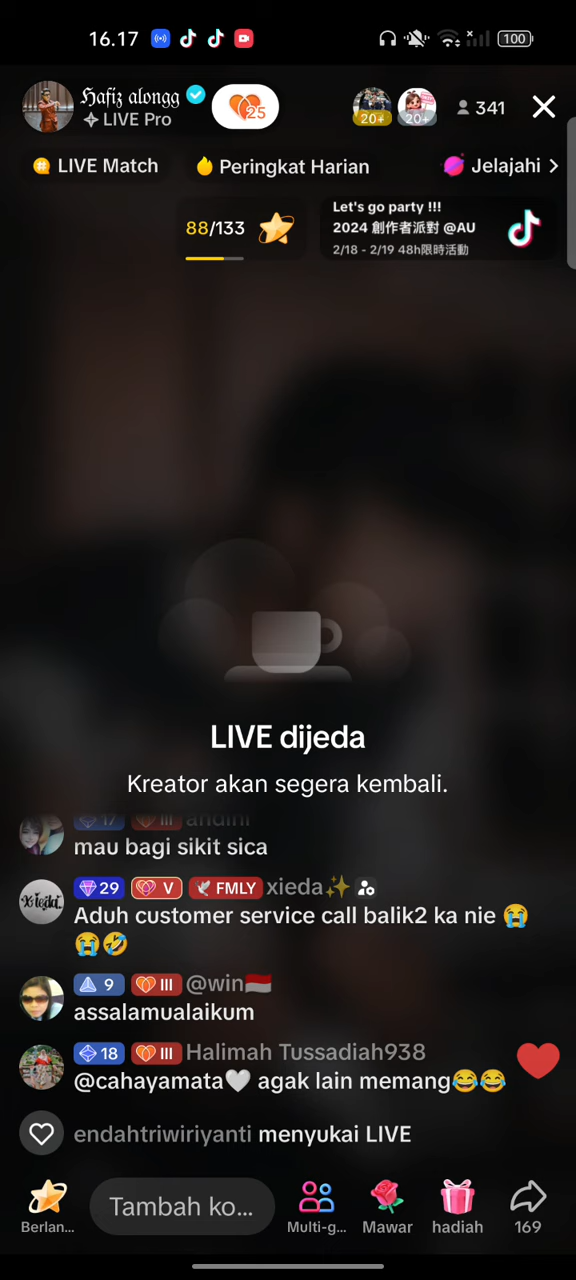 16.17
100
Hafiz alongg
LIVE Pro
25
20+
20+
341
LIVE Match
Peringkat Harian
Jelajahi
88/133
Let's go party !!!
2024 創作者派對 @AU
2/18 - 2/19 48h限時活動
LIVE dijeda
Kreator akan segera kembali.
17 III andini
mau bagi sikit sica
29 V FMLY xieda✨
Aduh customer service call balik2 ka nie 😭
😭🤣
9 III @win🇮🇩
assalamualaikum
18 III Halimah Tussadiah938
@cahayamata🤍 agak lain memang😂😂
endahtriwiriyanti menyukai LIVE
Berlan...
Tambah ko...
Multi-g...
Mawar
hadiah
169